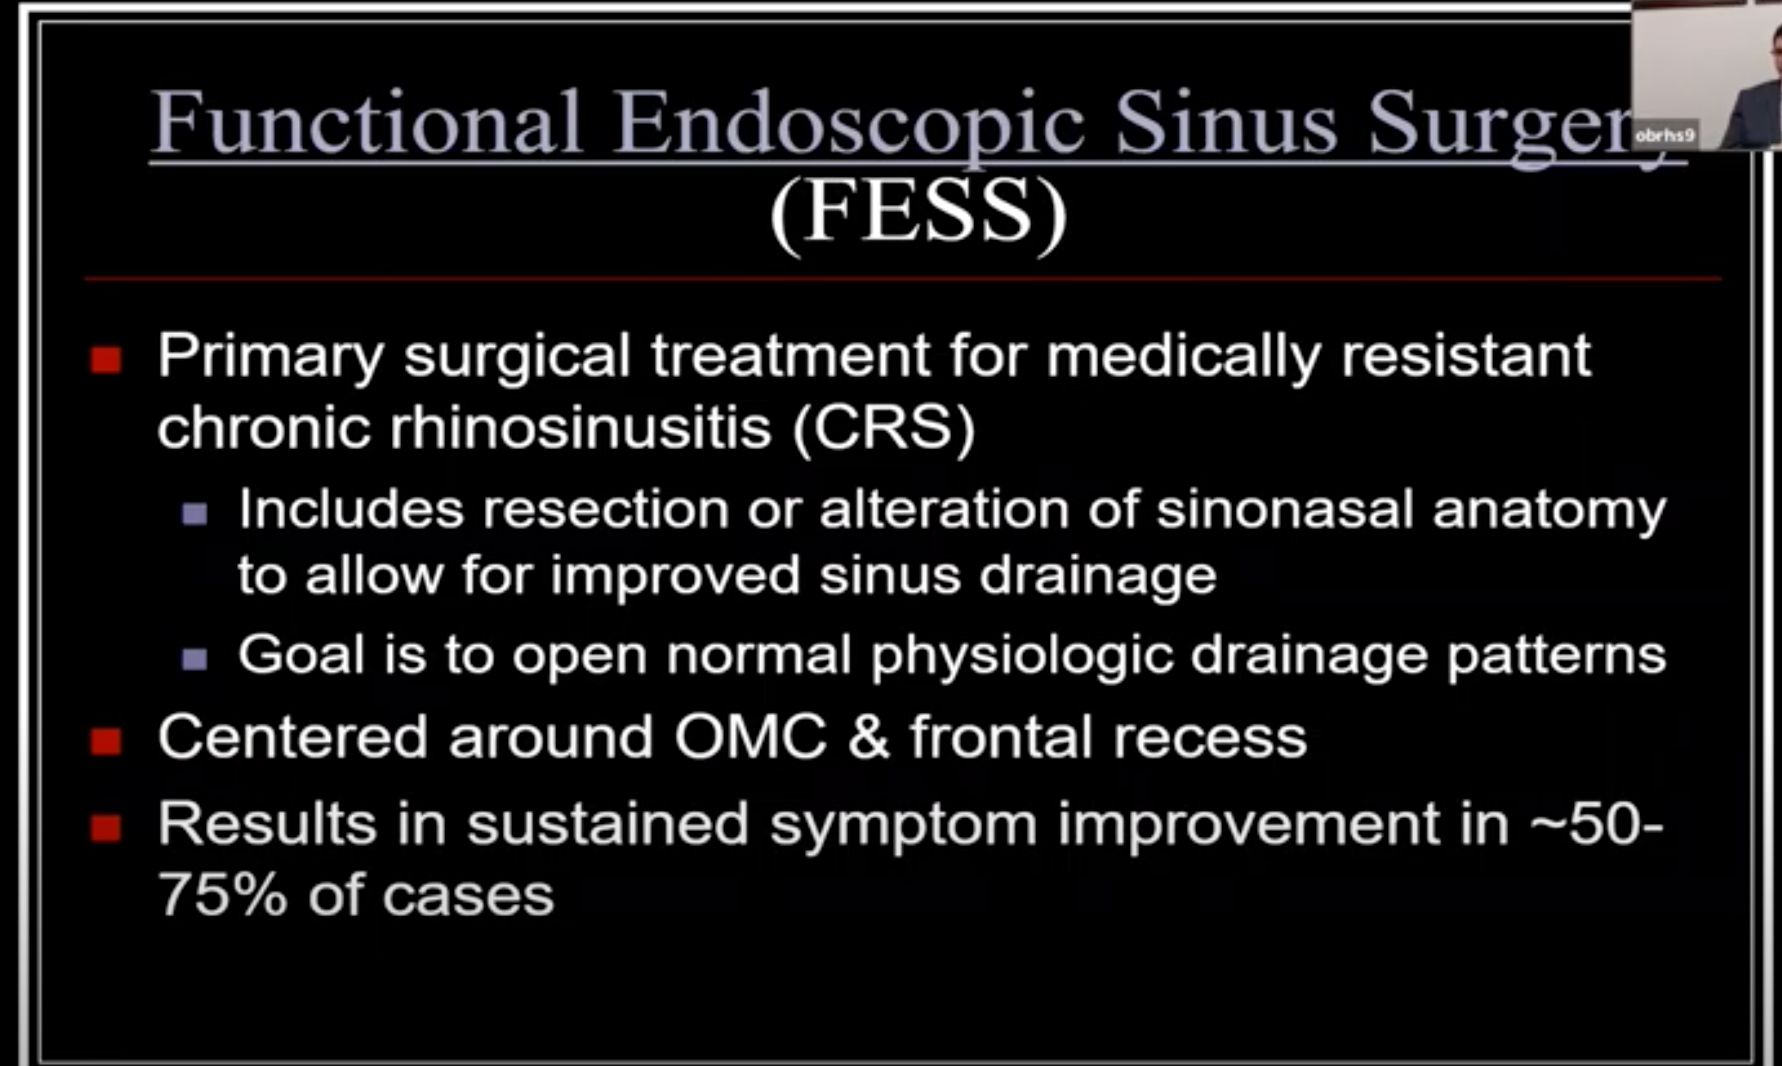 Functional Endoscopic Sinus Surgery
(FESS)
obrhs9
Primary surgical treatment for medically resistant
chronic rhinosinusitis (CRS)
Includes resection or alteration of sinonasal anatomy
to allow for improved sinus drainage
Goal is to open normal physiologic drainage patterns
Centered around OMC & frontal recess
Results in sustained symptom improvement in ~50-
75% of cases